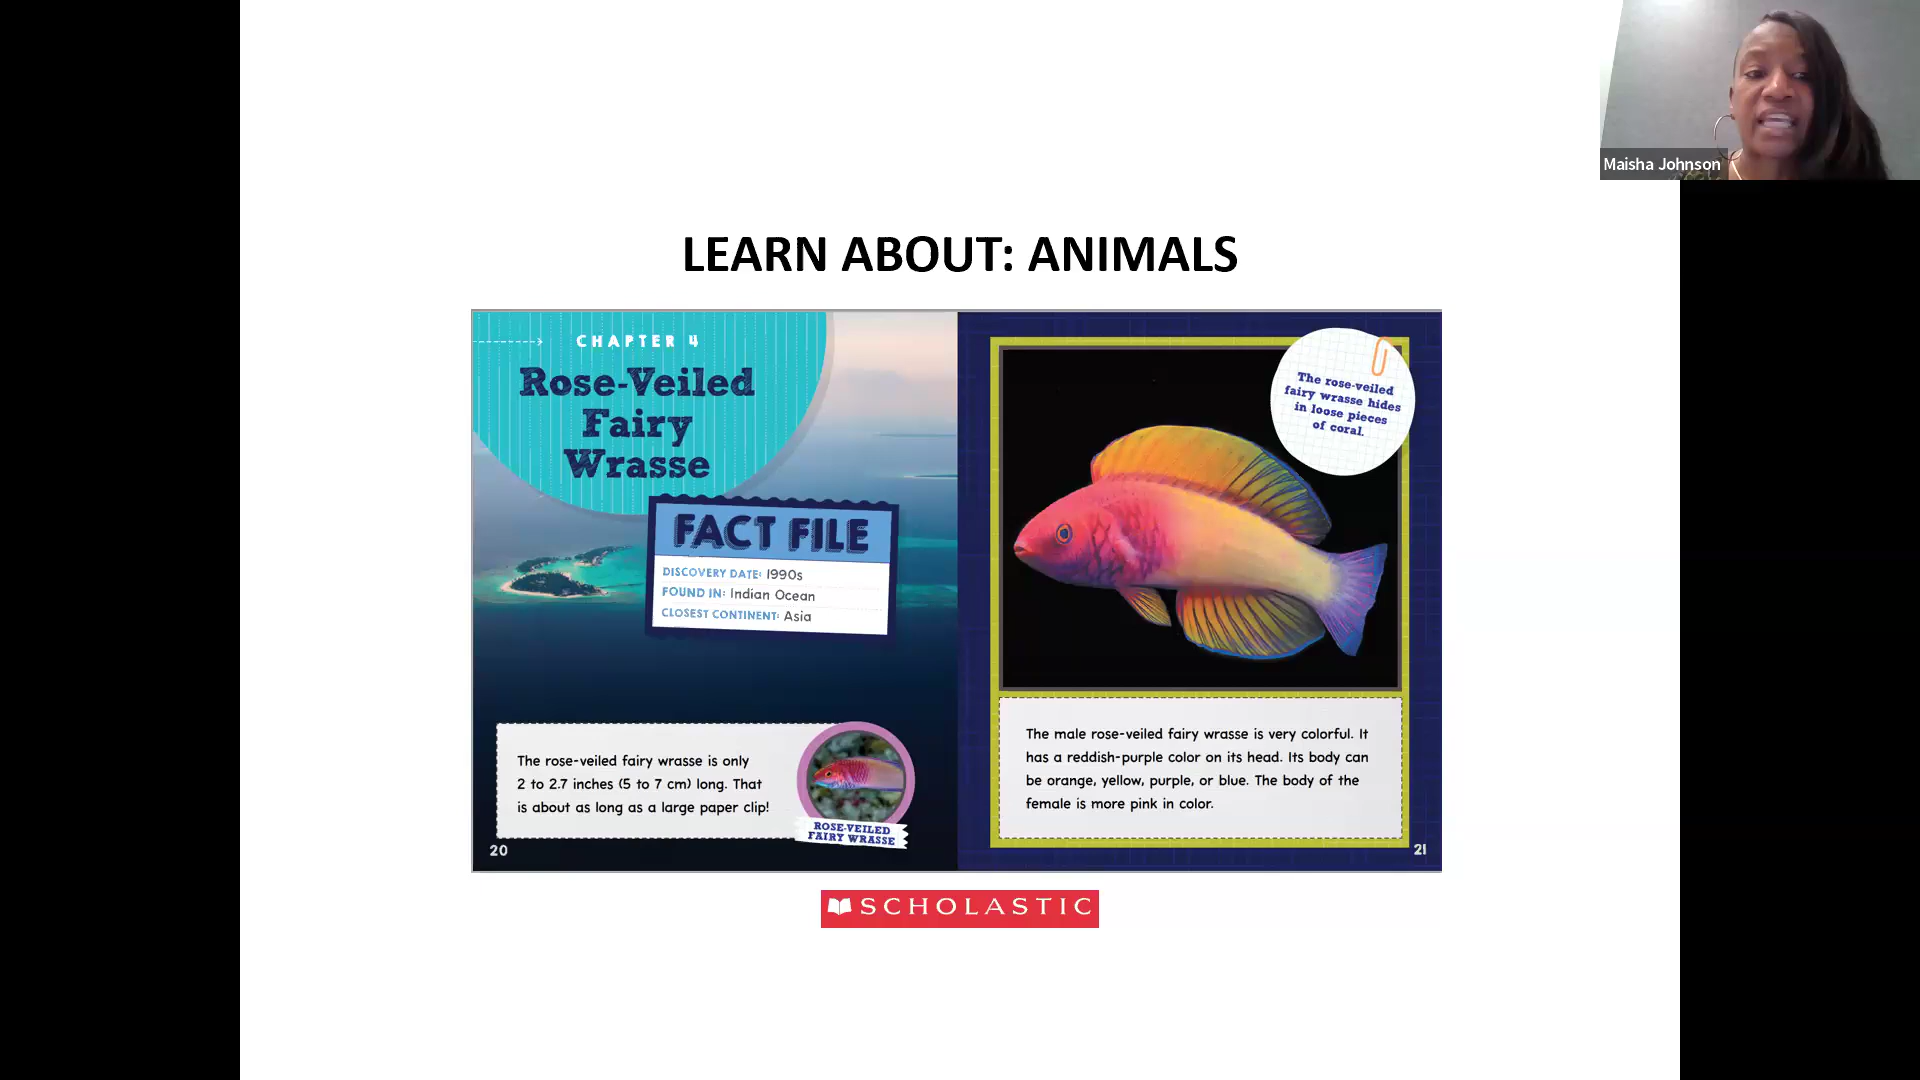 Maisha Johnson
LEARN ABOUT: ANIMALS
CHAPTER 4
Rose-Veiled
Fairy
Wrasse
FACT FILE
DISCOVERY DATE: 1990s
FOUND IN: Indian Ocean
CLOSEST CONTINENT: Asia
The rose-veiled fairy wrasse is only
2 to 2.7 inches (5 to 7 cm) long. That
is about as long as a large paper clip!
ROSE-VEILED
FAIRY WRASSE
20
The rose-veiled
fairy wrasse hides
in loose pieces
of coral.
The male rose-veiled fairy wrasse is very colorful. It
has a reddish-purple color on its head. Its body can
be orange, yellow, purple, or blue. The body of the
female is more pink in color.
21
SCHOLASTIC